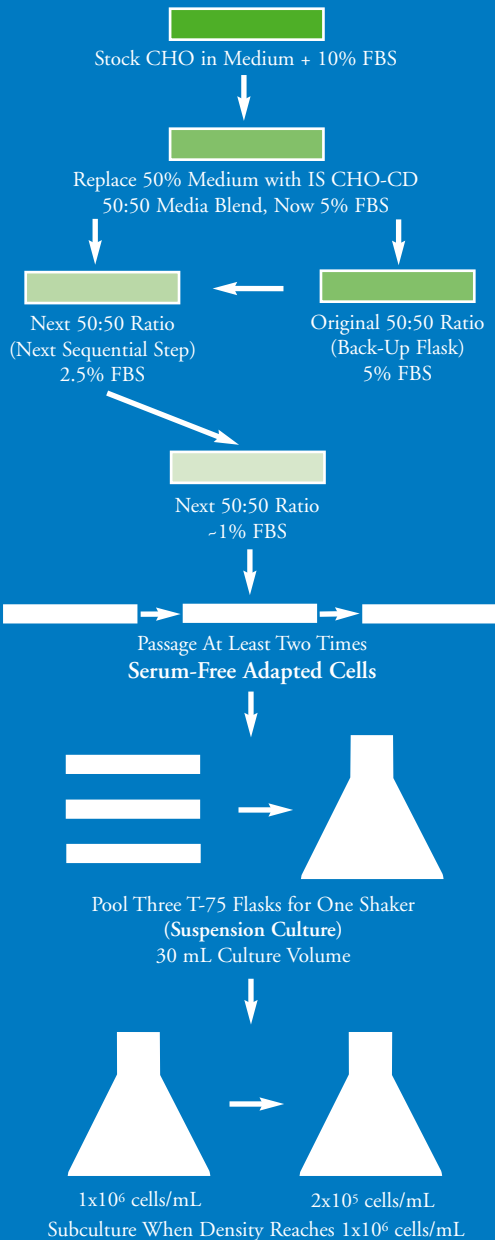 Stock CHO in Medium + 10% FBS
Replace 50% Medium with IS CHO-CD
50:50 Media Blend, Now 5% FBS
Next 50:50 Ratio
(Next Sequential Step)
2.5% FBS
Original 50:50 Ratio
(Back-Up Flask)
5% FBS
Next 50:50 Ratio
~1% FBS
Passage At Least Two Times
Serum-Free Adapted Cells
Pool Three T-75 Flasks for One Shaker
(Suspension Culture)
30 mL Culture Volume
1x10⁶ cells/mL
2x10⁵ cells/mL
Subculture When Density Reaches 1x10⁶ cells/mL